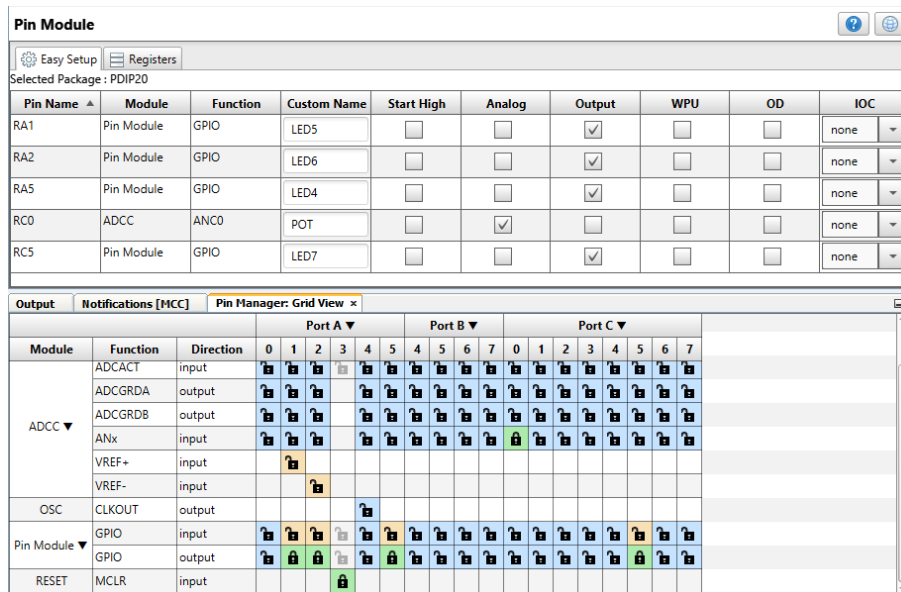 Pin Module
Easy Setup Registers
Selected Package : PDIP20
Pin Name Module Function Custom Name Start High Analog Output WPU OD IOC
RA1 Pin Module GPIO LED5 none
RA2 Pin Module GPIO LED6 none
RA5 Pin Module GPIO LED4 none
RC0 ADCC ANC0 POT none
RC5 Pin Module GPIO LED7 none
Output Notifications [MCC] Pin Manager: Grid View ×
Port A ▼ Port B ▼ Port C ▼
Module Function Direction 0 1 2 3 4 5 4 5 6 7 0 1 2 3 4 5 6 7
ADCACT input
ADCGRDA output
ADCGRDB output
ADCC ▼
ANx input
VREF+ input
VREF- input
OSC CLKOUT output
GPIO input
Pin Module ▼
GPIO output
RESET MCLR input